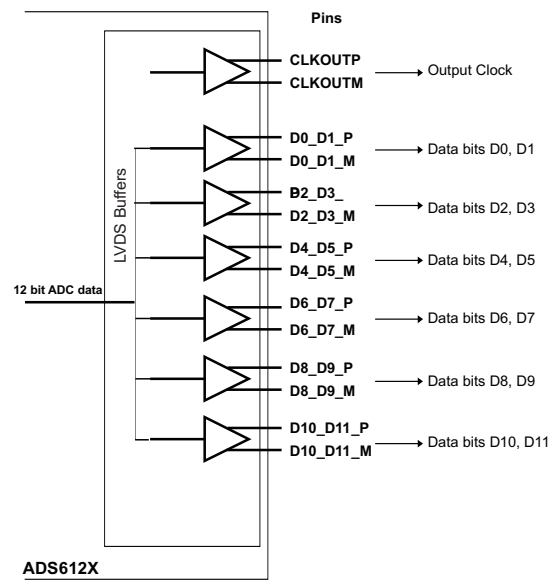 Pins
CLKOUTP
CLKOUTM
Output Clock
D0_D1_P
D0_D1_M
Data bits D0, D1
D2_D3_
D2_D3_M
Data bits D2, D3
D4_D5_P
D4_D5_M
Data bits D4, D5
12 bit ADC data
LVDS Buffers
D6_D7_P
D6_D7_M
Data bits D6, D7
D8_D9_P
D8_D9_M
Data bits D8, D9
D10_D11_P
D10_D11_M
Data bits D10, D11
ADS612X